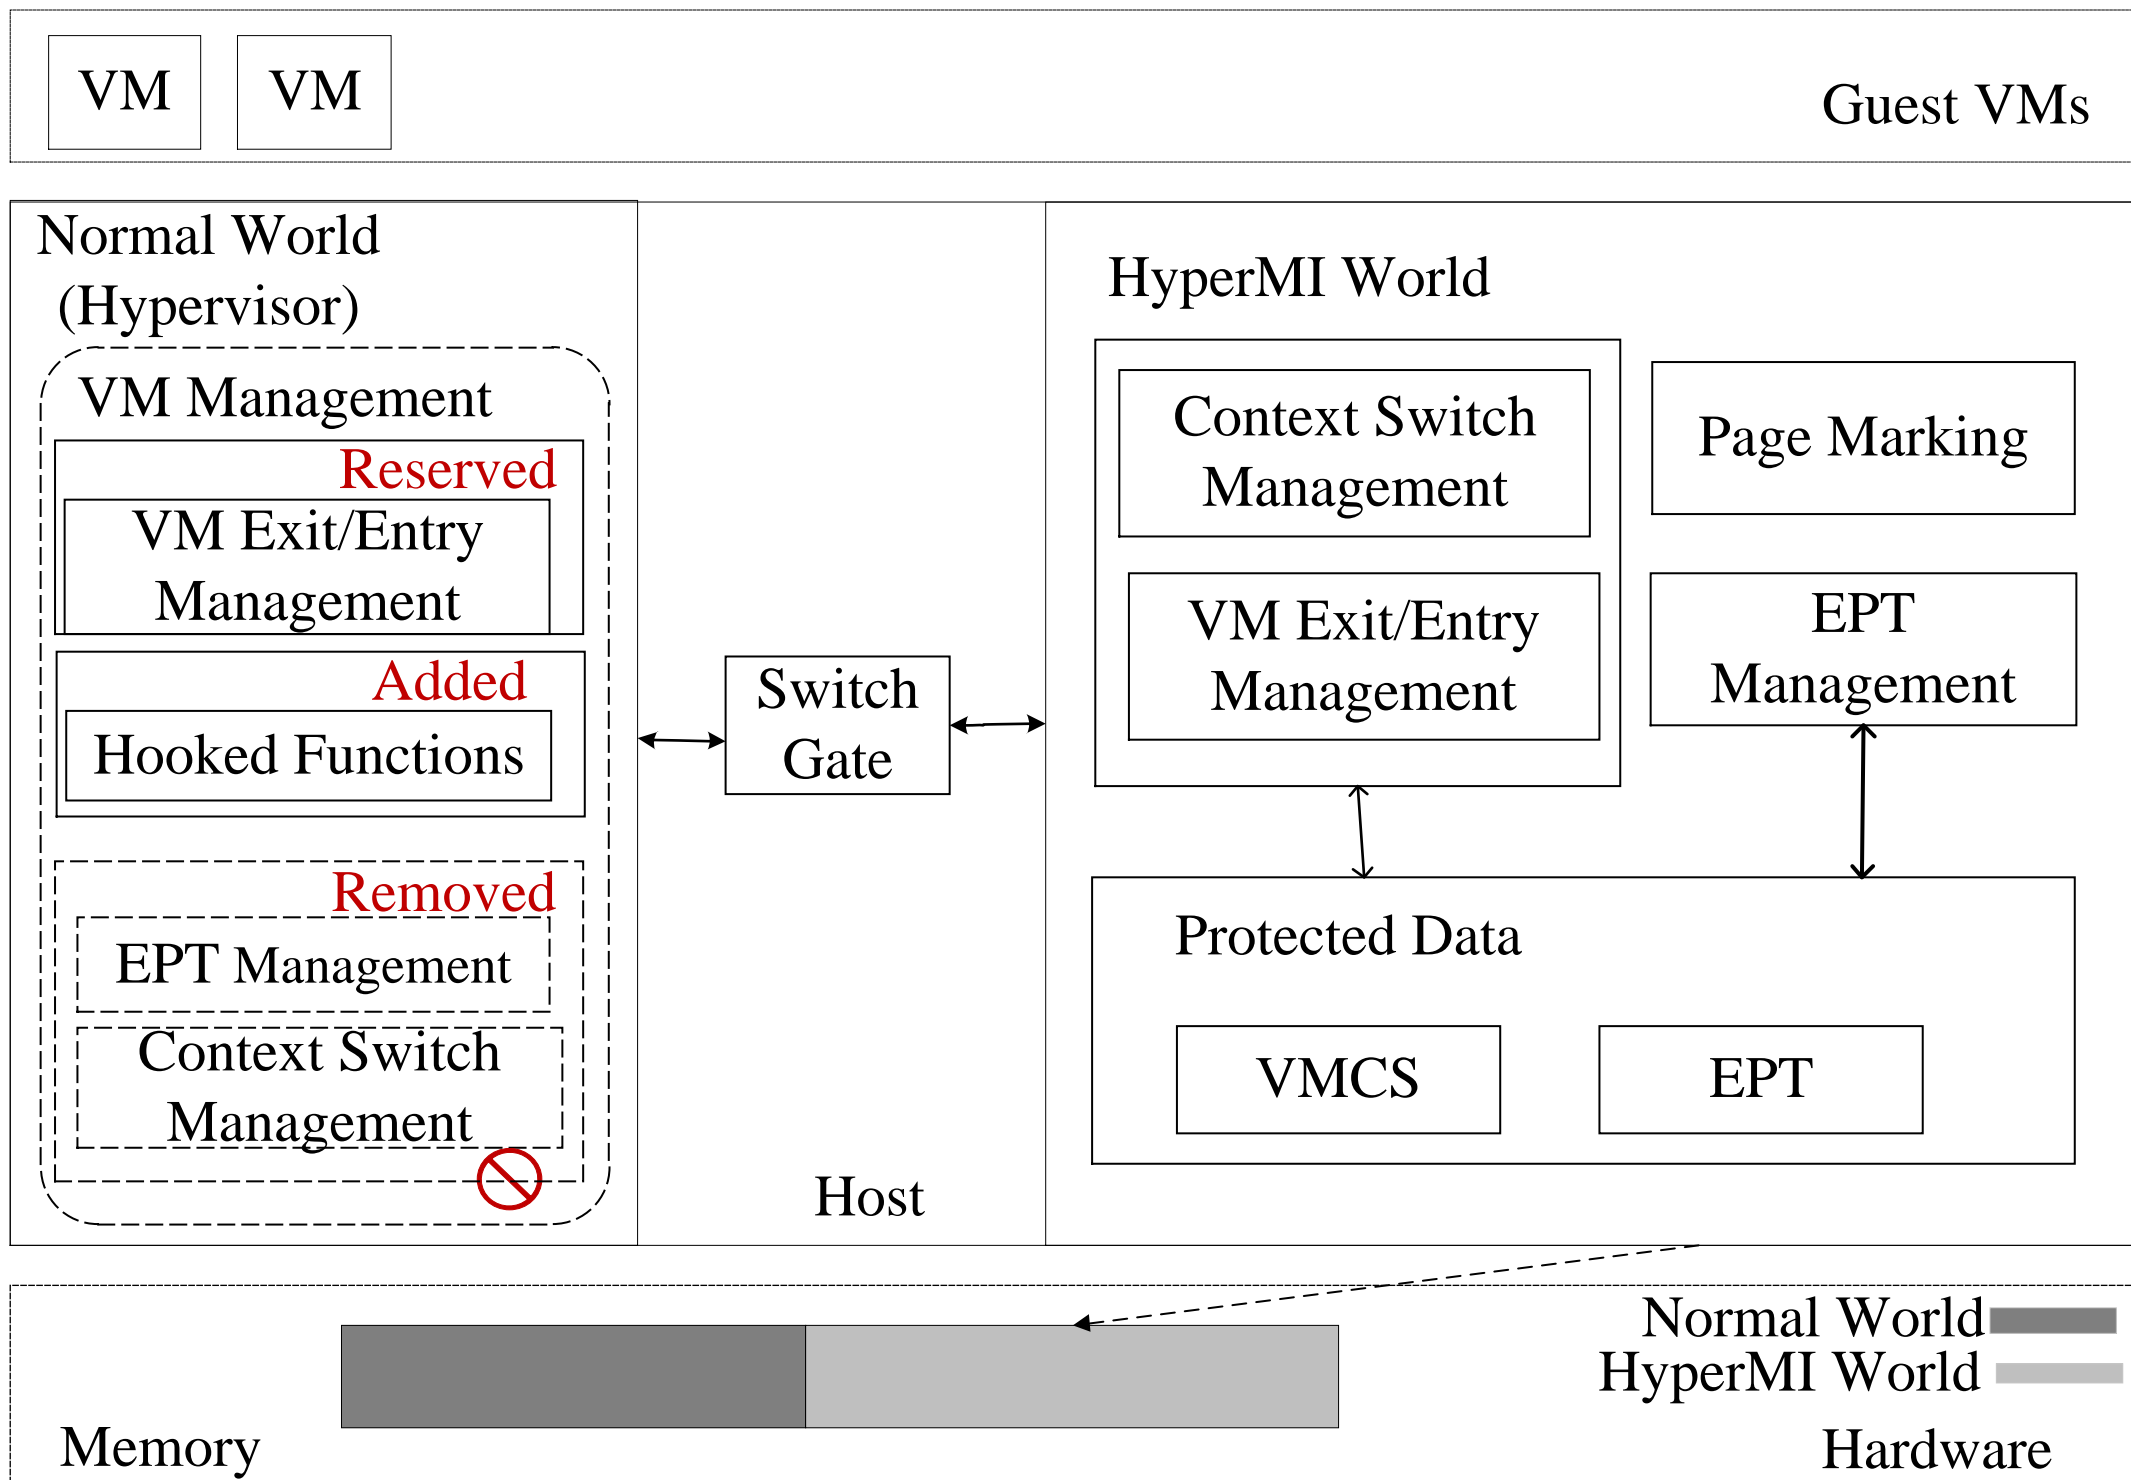 VM
VM
Guest VMs
Normal World
(Hypervisor)
VM Management
Reserved
VM Exit/Entry
Management
Added
Hooked Functions
Removed
EPT Management
Context Switch
Management
Switch
Gate
Host
HyperMI World
Context Switch
Management
VM Exit/Entry
Management
Page Marking
EPT
Management
Protected Data
VMCS
EPT
Normal World
HyperMI World
Memory
Hardware